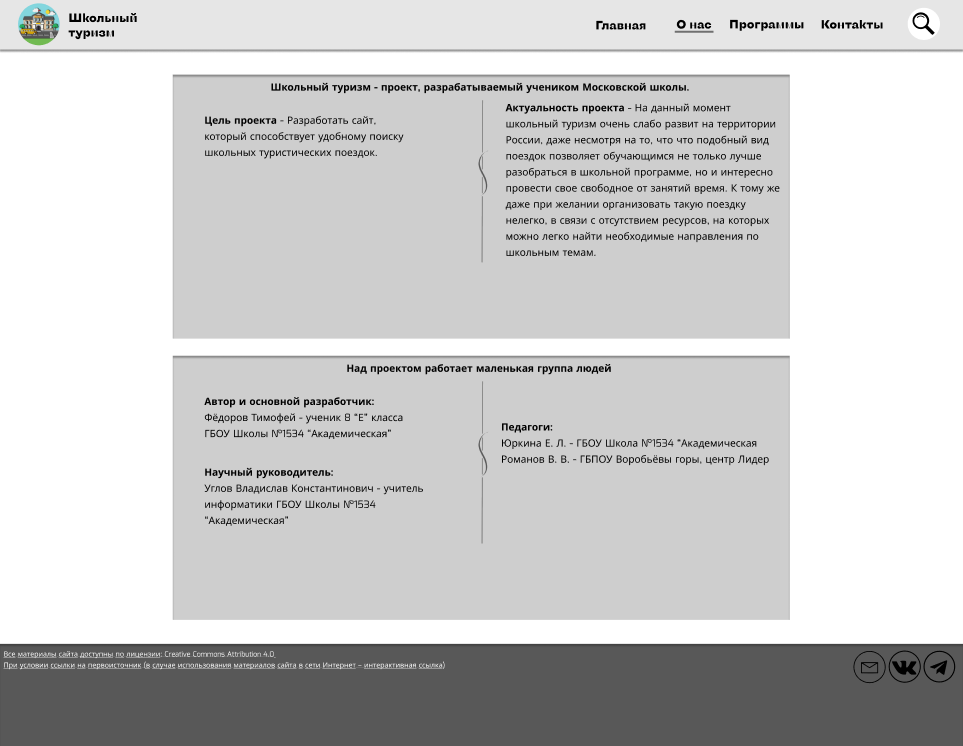 Школьный
туризм
Главная
О нас
Программы
Контакты
Школьный туризм - проект, разрабатываемый учеником Московской школы.
Цель проекта - Разработать сайт,
который способствует удобному поиску
школьных туристических поездок.
Актуальность проекта - На данный момент
школьный туризм очень слабо развит на территории
России, даже несмотря на то, что что подобный вид
поездок позволяет обучающимся не только лучше
разобраться в школьной программе, но и интересно
провести свое свободное от занятий время. К тому же
даже при желании организовать такую поездку
нелегко, в связи с отсутствием ресурсов, на которых
можно легко найти необходимые направления по
школьным темам.
Над проектом работает маленькая группа людей
Автор и основной разработчик:
Фёдоров Тимофей - ученик 8 "Е" класса
ГБОУ Школы №1534 "Академическая"
Научный руководитель:
Углов Владислав Константинович - учитель
информатики ГБОУ Школы №1534
"Академическая"
Педагоги:
Юркина Е. Л. - ГБОУ Школа №1534 "Академическая
Романов В. В. - ГБПОУ Воробьёвы горы, центр Лидер
Все материалы сайта доступны по лицензии: Creative Commons Attribution 4.0
При условии ссылки на первоисточник (в случае использования материалов сайта в сети Интернет – интерактивная ссылка)